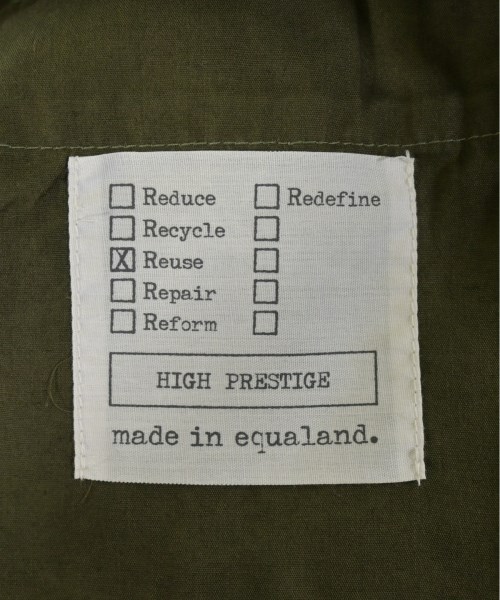 ☐ Reduce ☐ Redefine
☐ Recycle ☐
☒ Reuse ☐
☐ Repair ☐
☐ Reform ☐
HIGH PRESTIGE
made in equaland.